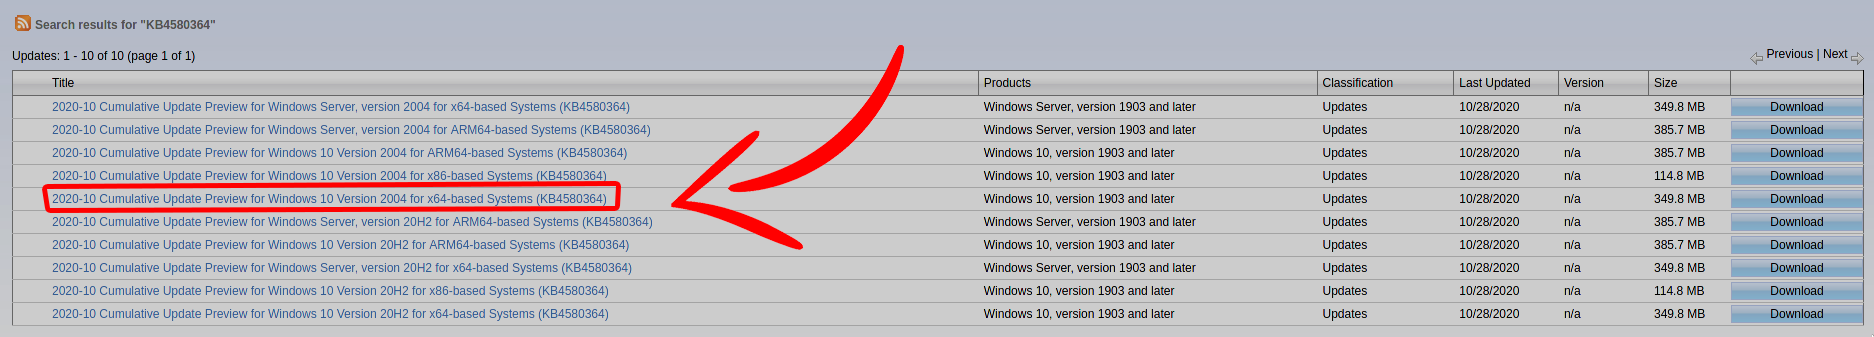 Search results for "KB4580364"
Updates: 1 - 10 of 10 (page 1 of 1) Previous | Next
Title Products Classification Last Updated Version Size
2020-10 Cumulative Update Preview for Windows Server, version 2004 for x64-based Systems (KB4580364) Windows Server, version 1903 and later Updates 10/28/2020 n/a 349.8 MB Download
2020-10 Cumulative Update Preview for Windows Server, version 2004 for ARM64-based Systems (KB4580364) Windows Server, version 1903 and later Updates 10/28/2020 n/a 385.7 MB Download
2020-10 Cumulative Update Preview for Windows 10 Version 2004 for ARM64-based Systems (KB4580364) Windows 10, version 1903 and later Updates 10/28/2020 n/a 385.7 MB Download
2020-10 Cumulative Update Preview for Windows 10 Version 2004 for x86-based Systems (KB4580364) Windows 10, version 1903 and later Updates 10/28/2020 n/a 114.8 MB Download
2020-10 Cumulative Update Preview for Windows 10 Version 2004 for x64-based Systems (KB4580364) Windows 10, version 1903 and later Updates 10/28/2020 n/a 349.8 MB Download
2020-10 Cumulative Update Preview for Windows Server, version 20H2 for ARM64-based Systems (KB4580364) Windows Server, version 1903 and later Updates 10/28/2020 n/a 385.7 MB Download
2020-10 Cumulative Update Preview for Windows 10 Version 20H2 for ARM64-based Systems (KB4580364) Windows 10, version 1903 and later Updates 10/28/2020 n/a 385.7 MB Download
2020-10 Cumulative Update Preview for Windows Server, version 20H2 for x64-based Systems (KB4580364) Windows Server, version 1903 and later Updates 10/28/2020 n/a 349.8 MB Download
2020-10 Cumulative Update Preview for Windows 10 Version 20H2 for x86-based Systems (KB4580364) Windows 10, version 1903 and later Updates 10/28/2020 n/a 114.8 MB Download
2020-10 Cumulative Update Preview for Windows 10 Version 20H2 for x64-based Systems (KB4580364) Windows 10, version 1903 and later Updates 10/28/2020 n/a 349.8 MB Download